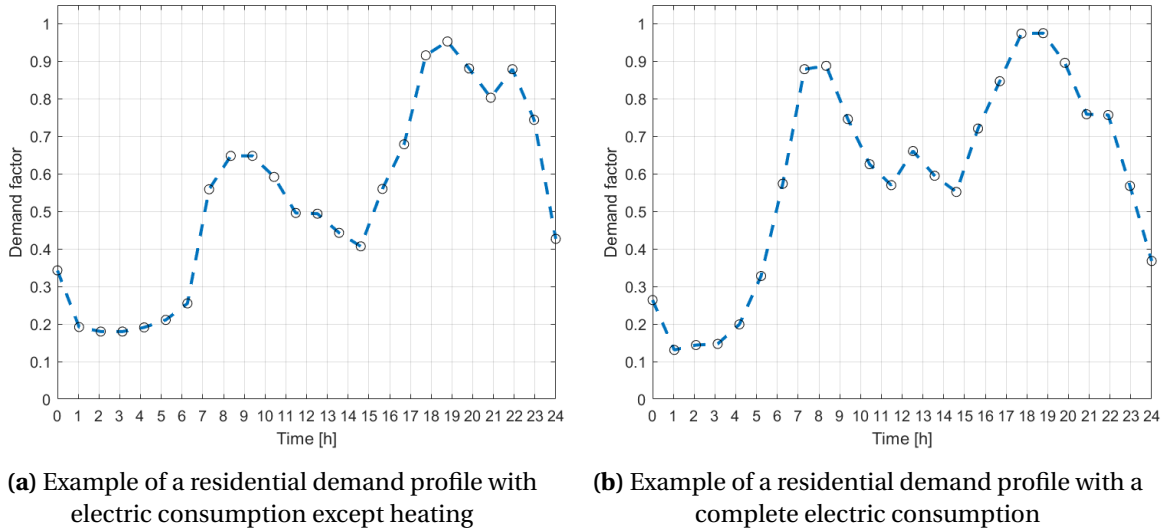 1
0.9
0.8
0.7
0.6
0.5
0.4
0.3
0.2
0.1
0
Demand factor
0 1 2 3 4 5 6 7 8 9 10 11 12 13 14 15 16 17 18 19 20 21 22 23 24
Time [h]
(a) Example of a residential demand profile with
electric consumption except heating
1
0.9
0.8
0.7
0.6
0.5
0.4
0.3
0.2
0.1
0
Demand factor
0 1 2 3 4 5 6 7 8 9 10 11 12 13 14 15 16 17 18 19 20 21 22 23 24
Time [h]
(b) Example of a residential demand profile with a
complete electric consumption